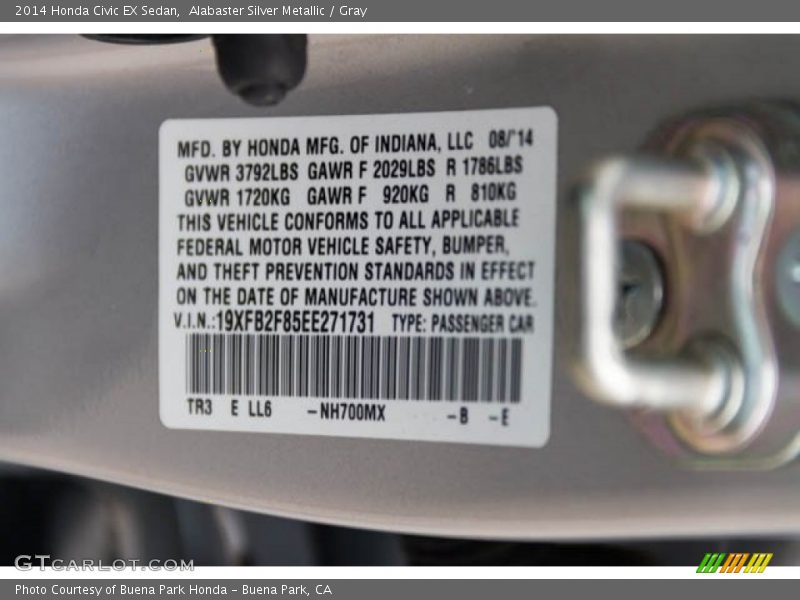 2014 Honda Civic EX Sedan,  Alabaster Silver Metallic / Gray
MFD. BY HONDA MFG. OF INDIANA, LLC 08/'14
GVWR 3792LBS GAWR F 2029LBS R 1786LBS
GVWR 1720KG GAWR F 920KG R 810KG
THIS VEHICLE CONFORMS TO ALL APPLICABLE
FEDERAL MOTOR VEHICLE SAFETY, BUMPER,
AND THEFT PREVENTION STANDARDS IN EFFECT
ON THE DATE OF MANUFACTURE SHOWN ABOVE.
V.I.N.:19XFB2F85EE271731 TYPE: PASSENGER CAR
TR3 E LL6 -NH700MX -B -E
GTCARLOT.COM
Photo Courtesy of Buena Park Honda - Buena Park, CA